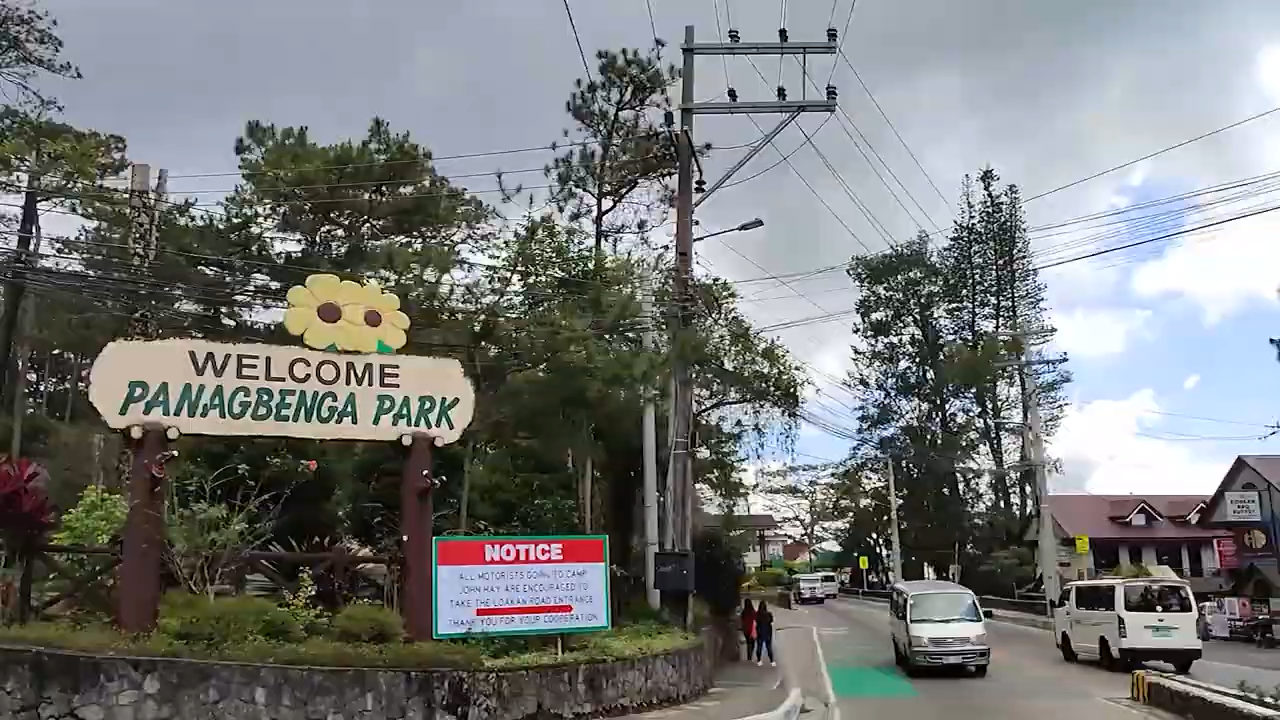 WELCOME
PANAGBENGA PARK
NOTICE
ALL MOTORISTS GOING TO CAMP
JOHN HAY ARE ENCOURAGED TO
TAKE THE LOAKAN ROAD ENTRANCE
THANK YOU FOR YOUR COOPERATION